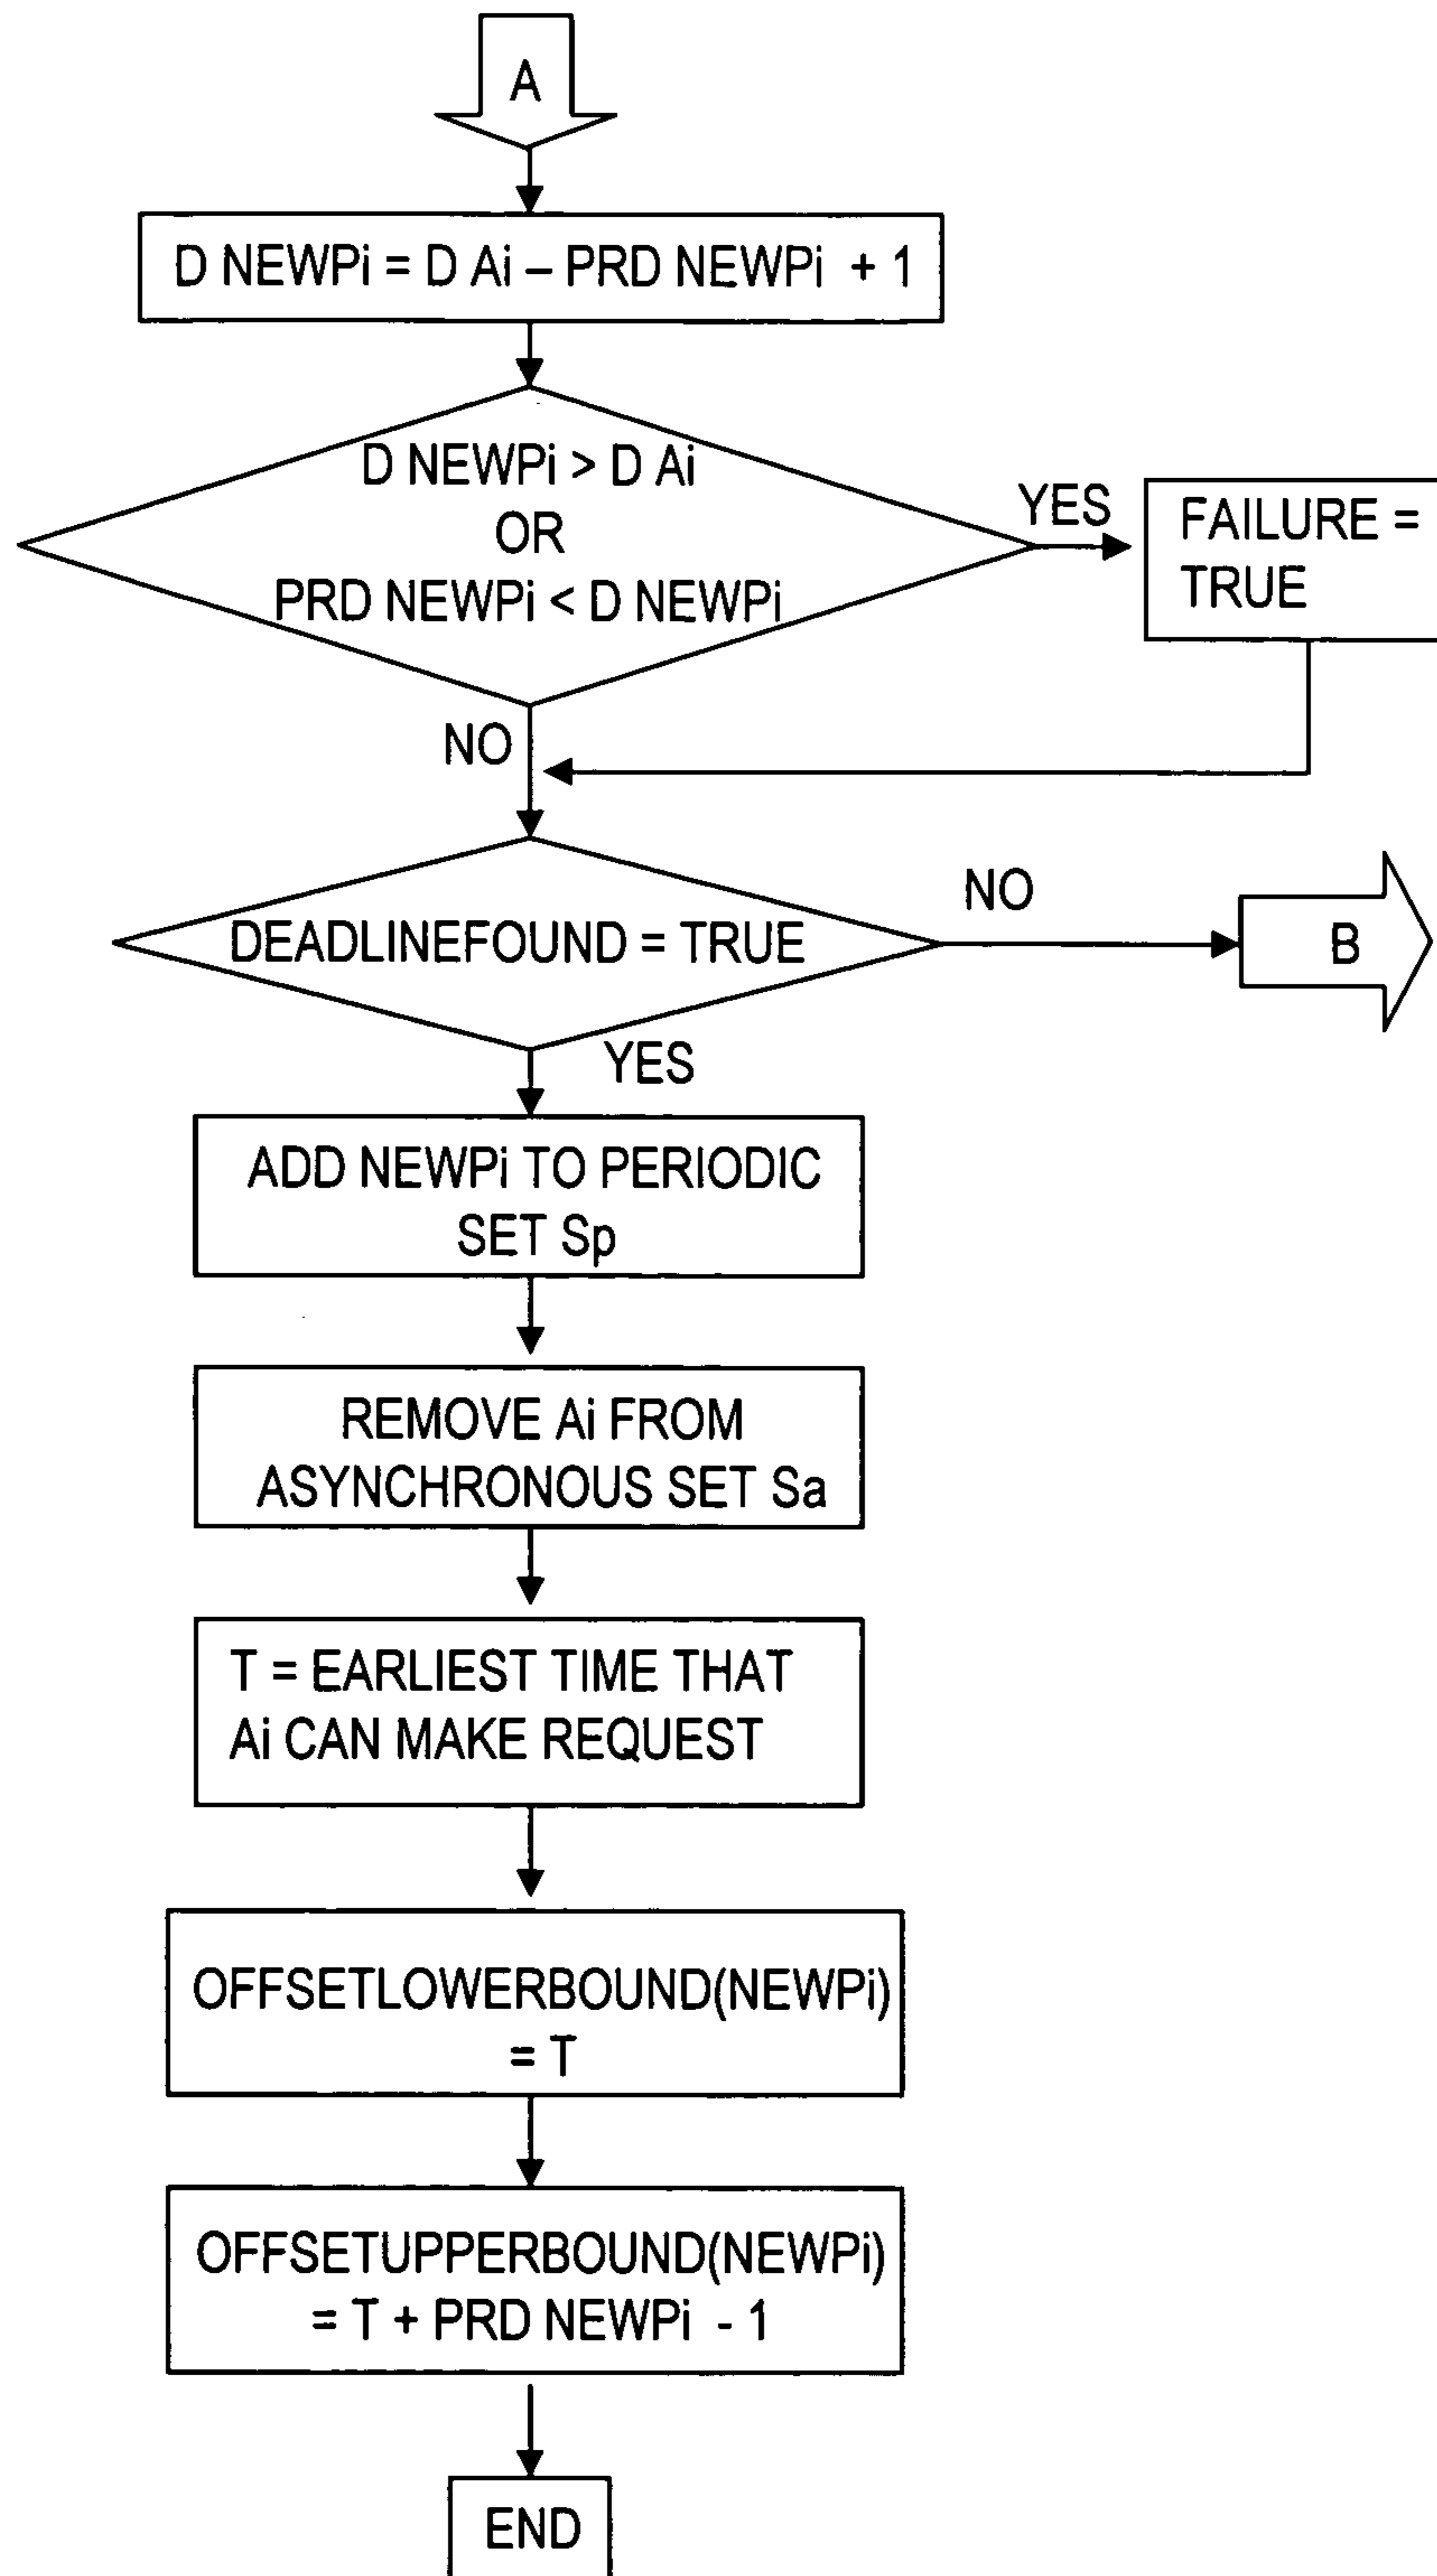 A
D NEWPi = D Ai – PRD NEWPi + 1
D NEWPi > D Ai
OR
PRD NEWPi < D NEWPi
YES
FAILURE =
TRUE
NO
DEADLINEFOUND = TRUE
NO
B
YES
ADD NEWPi TO PERIODIC
SET Sp
REMOVE Ai FROM
ASYNCHRONOUS SET Sa
T = EARLIEST TIME THAT
Ai CAN MAKE REQUEST
OFFSETLOWERBOUND(NEWPi)
= T
OFFSETUPPERBOUND(NEWPi)
= T + PRD NEWPi - 1
END